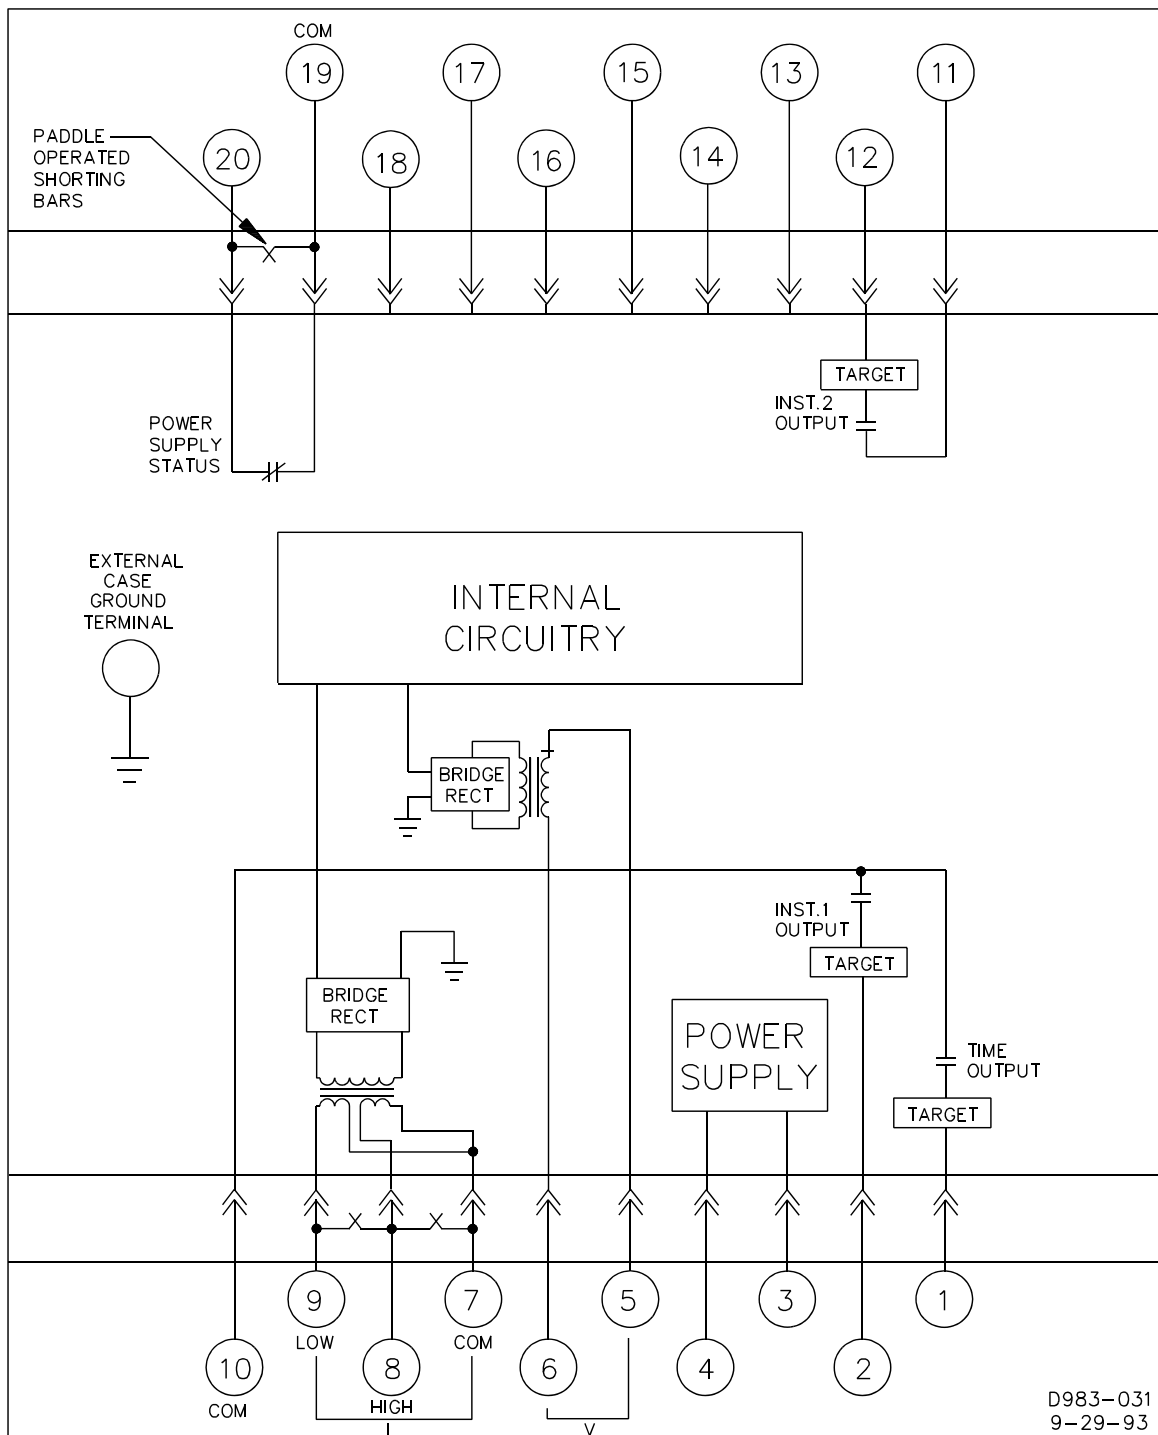 COM
19
17
15
13
11
PADDLE
OPERATED
SHORTING
BARS
20
18
16
14
12
TARGET
INST.2
OUTPUT
POWER
SUPPLY
STATUS
EXTERNAL
CASE
GROUND
TERMINAL
INTERNAL
CIRCUITRY
BRIDGE
RECT
INST.1
OUTPUT
TARGET
BRIDGE
RECT
POWER
SUPPLY
TIME
OUTPUT
TARGET
9
7
5
3
1
LOW
COM
10
8
6
4
2
COM
HIGH
I
V
D983-031
9-29-93